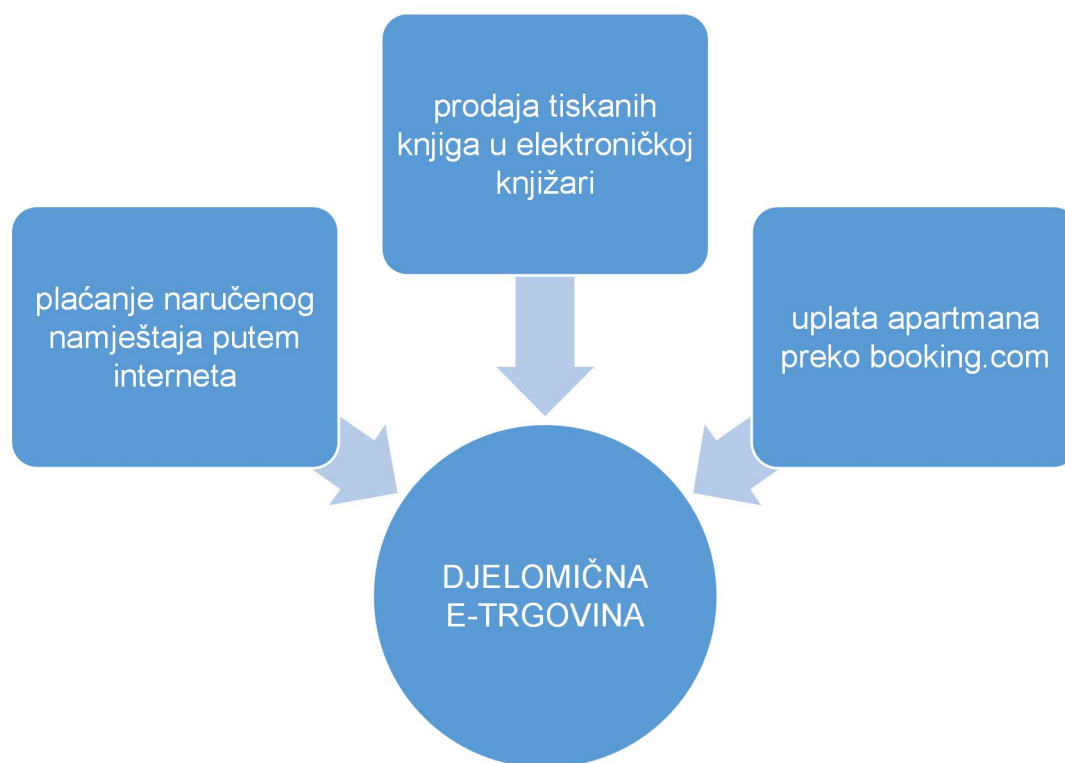 prodaja tiskanih
knjiga u elektroničkoj
knjižari
plaćanje naručenog
namještaja putem
interneta
uplata apartmana
preko booking.com
DJELOMIČNA
E-TRGOVINA